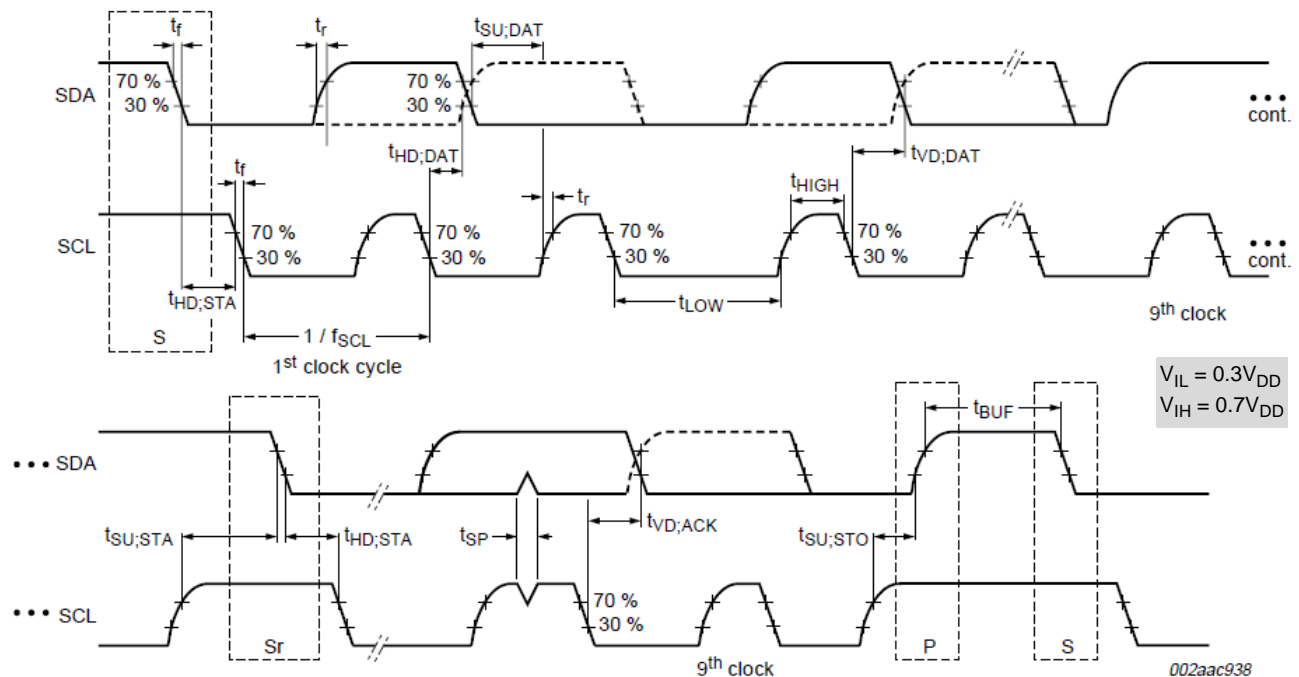 tf tr tSU;DAT
70 % 70 %
SDA
30 % 30 %
••• cont.
tHD;DAT tVD;DAT
tf tr tHIGH
70 % 70 % 70 %
SCL
30 % 30 % 30 %
••• cont.
tHD;STA tLOW
S 1 / fSCL 9th clock
1st clock cycle
VIL = 0.3VDD
VIH = 0.7VDD
tBUF
••• SDA
tSU;STA tHD;STA tSP tVD;ACK tSU;STO
••• SCL
70 %
30 %
Sr P S
9th clock
002aac938